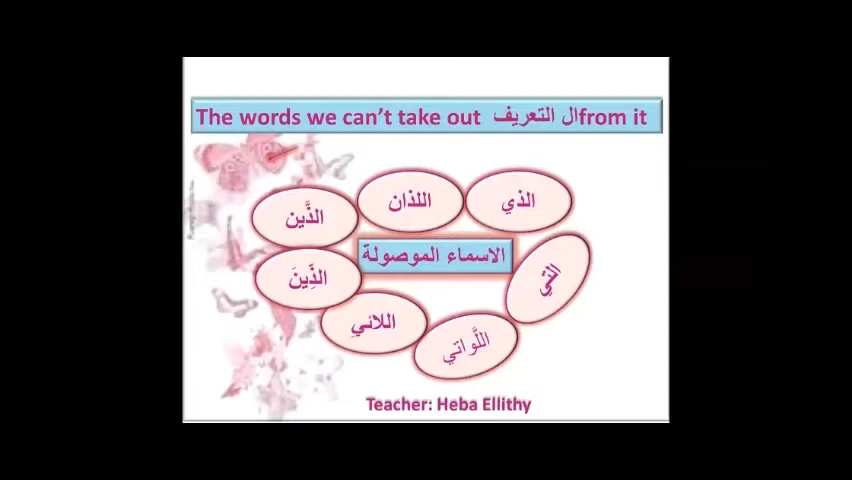 The words we can't take out ال التعريف from it
الذي
اللذان
الذَّين
الاسماء الموصولة
التي
الذِّينَ
اللائي
اللَّواتي
Teacher: Heba Ellithy